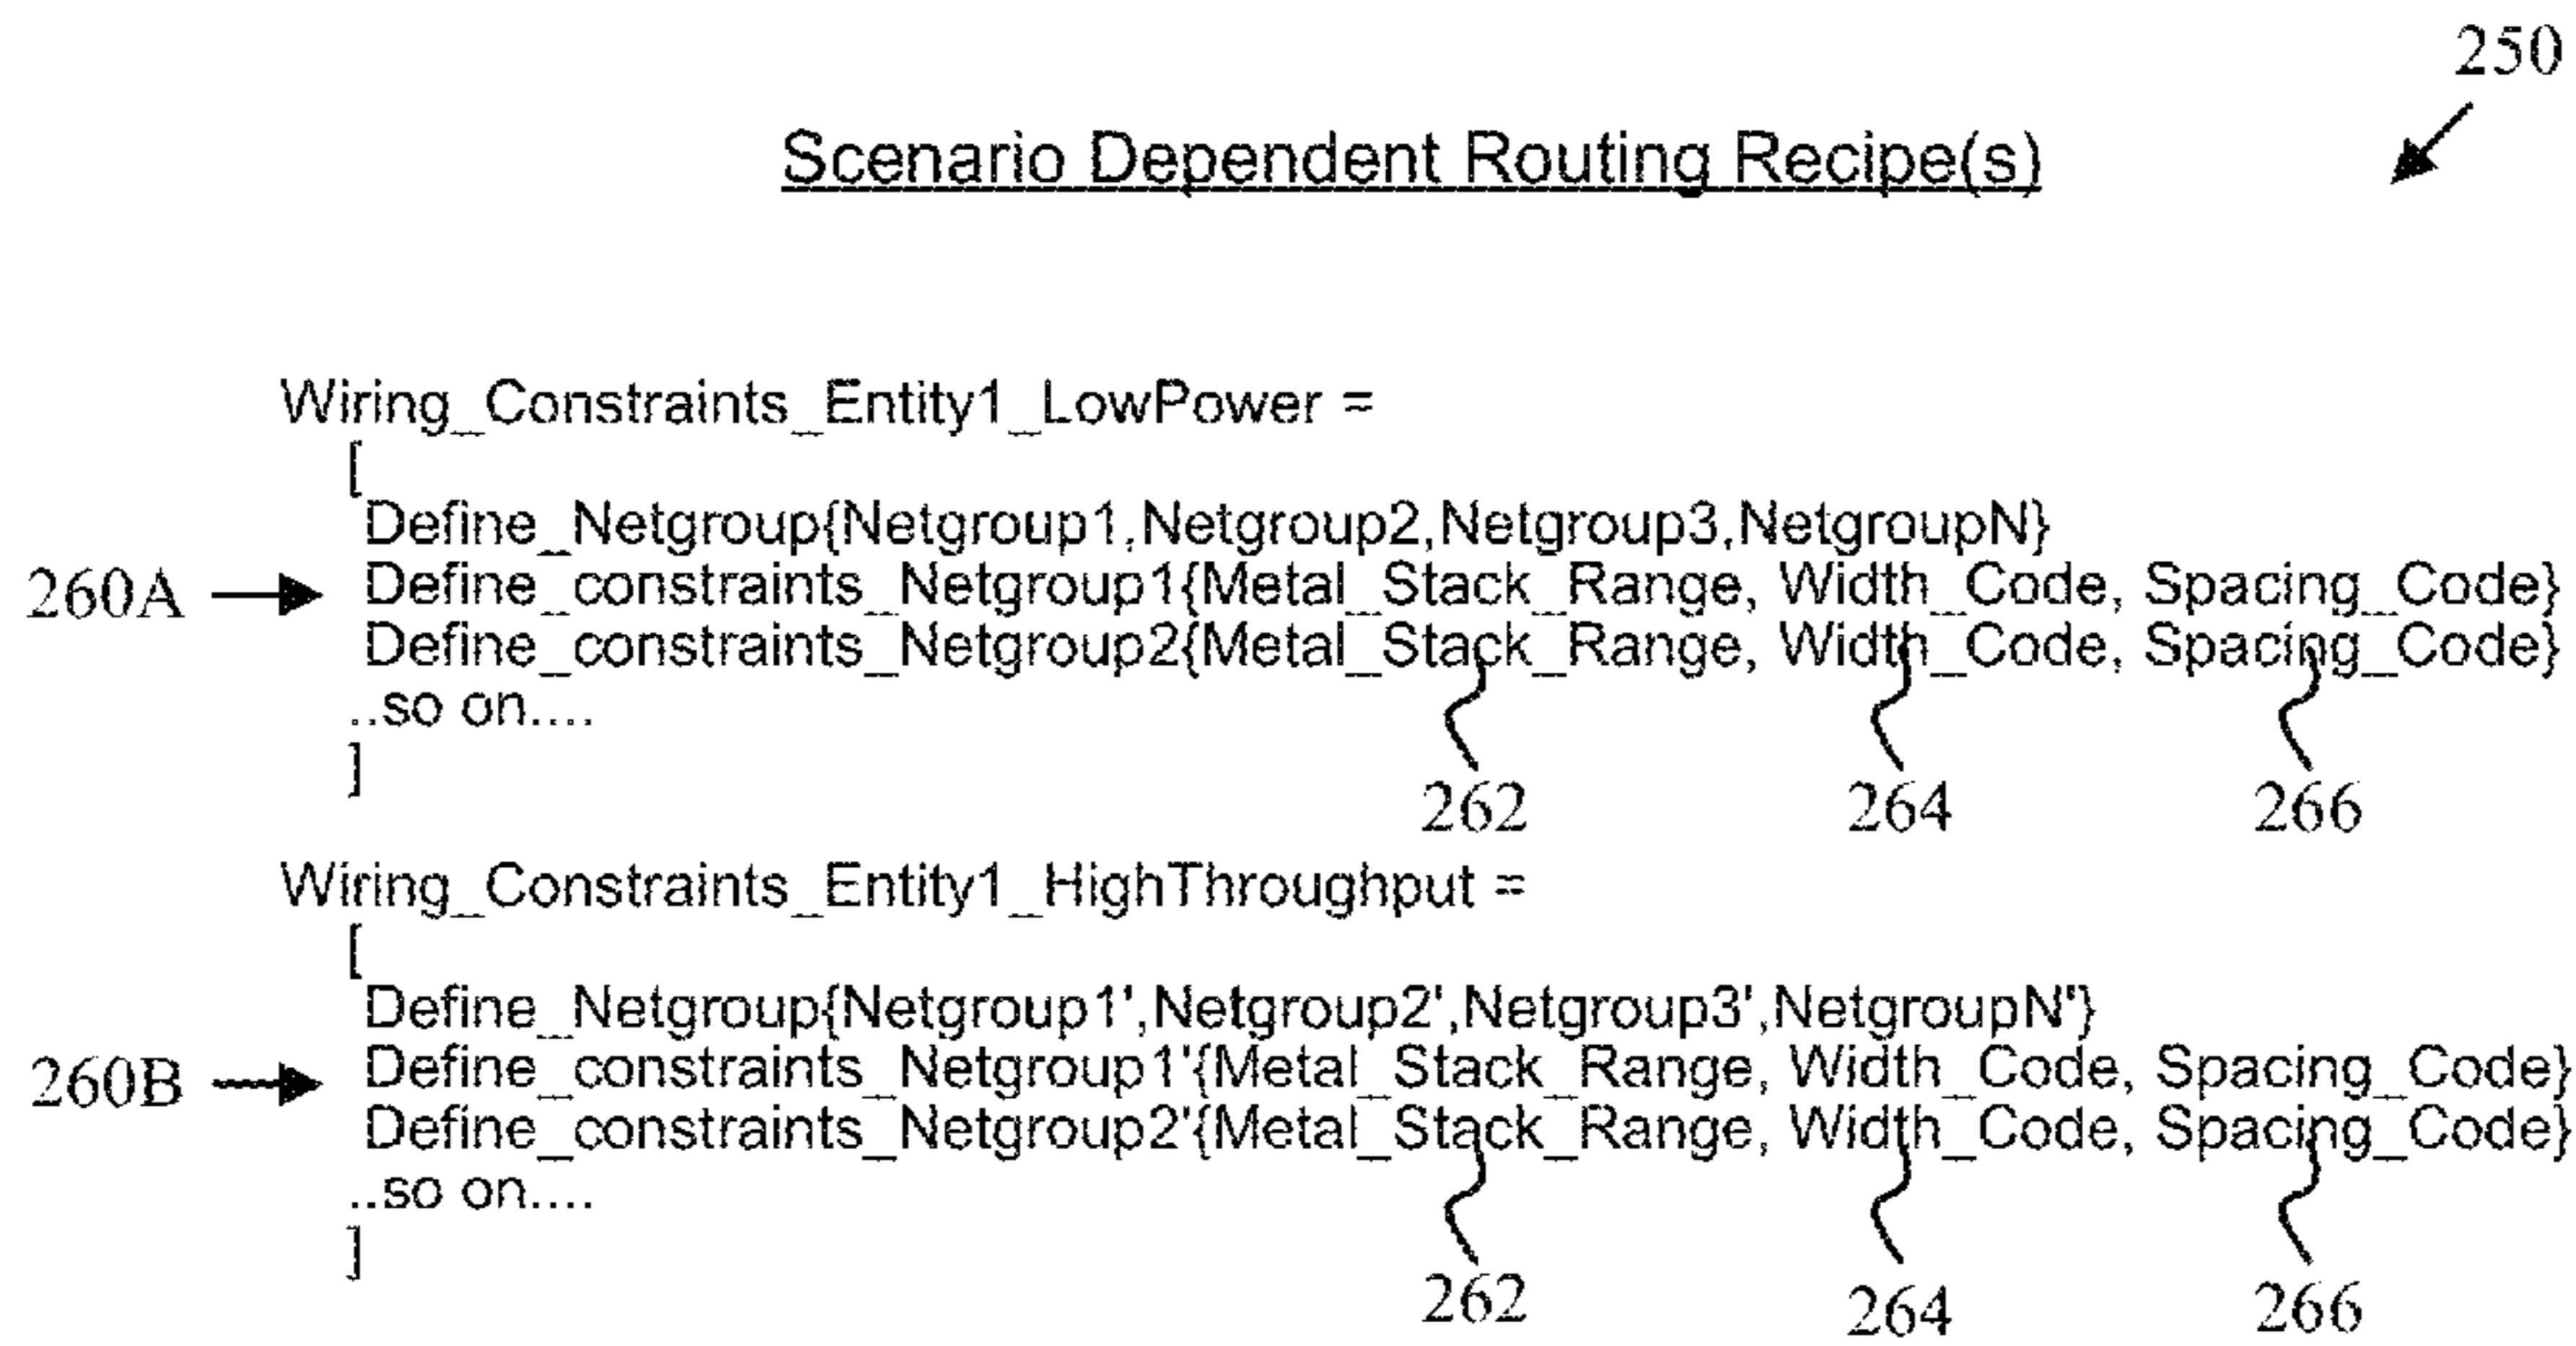 250
Scenario Dependent Routing Recipe(s)
Wiring_Constraints_Entity1_LowPower =
[
Define_Netgroup{Netgroup1,Netgroup2,Netgroup3,NetgroupN}
260A Define_constraints_Netgroup1{Metal_Stack_Range, Width_Code, Spacing_Code}
Define_constraints_Netgroup2{Metal_Stack_Range, Width_Code, Spacing_Code}
..so on....
]
262 264 266
Wiring_Constraints_Entity1_HighThroughput =
[
Define_Netgroup{Netgroup1',Netgroup2',Netgroup3',NetgroupN'}
260B Define_constraints_Netgroup1'{Metal_Stack_Range, Width_Code, Spacing_Code}
Define_constraints_Netgroup2'{Metal_Stack_Range, Width_Code, Spacing_Code}
..so on....
]
262 264 266